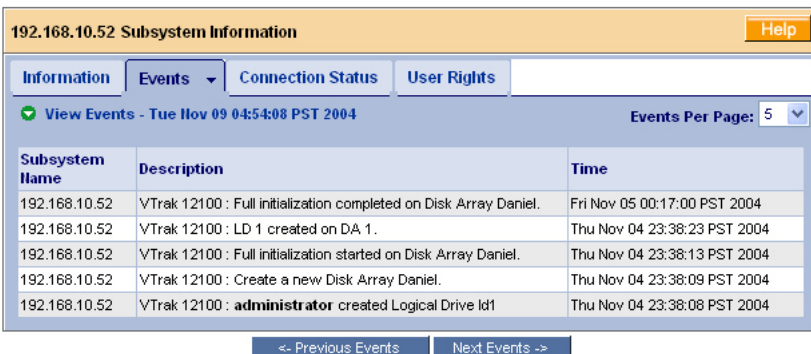 192.168.10.52 Subsystem Information Help
Information Events Connection Status User Rights
View Events - Tue Nov 09 04:54:08 PST 2004 Events Per Page: 5
Subsystem Name Description Time
192.168.10.52 VTrak 12100 : Full initialization completed on Disk Array Daniel. Fri Nov 05 00:17:00 PST 2004
192.168.10.52 VTrak 12100 : LD 1 created on DA 1. Thu Nov 04 23:38:23 PST 2004
192.168.10.52 VTrak 12100 : Full initialization started on Disk Array Daniel. Thu Nov 04 23:38:13 PST 2004
192.168.10.52 VTrak 12100 : Create a new Disk Array Daniel. Thu Nov 04 23:38:09 PST 2004
192.168.10.52 VTrak 12100 : administrator created Logical Drive ld1 Thu Nov 04 23:38:08 PST 2004
<- Previous Events Next Events ->